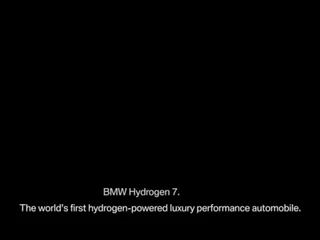 BMW Hydrogen 7.
The world's first hydrogen-powered luxury performance automobile.